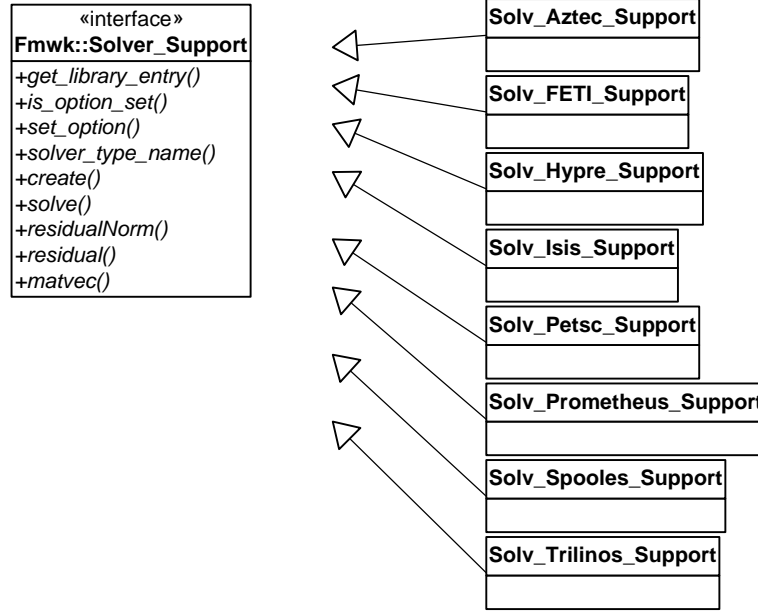 «interface»
Fmwk::Solver_Support
+get_library_entry()
+is_option_set()
+set_option()
+solver_type_name()
+create()
+solve()
+residualNorm()
+residual()
+matvec()
Solv_Aztec_Support
Solv_FETI_Support
Solv_Hypre_Support
Solv_Isis_Support
Solv_Petsc_Support
Solv_Prometheus_Support
Solv_Spooles_Support
Solv_Trilinos_Support